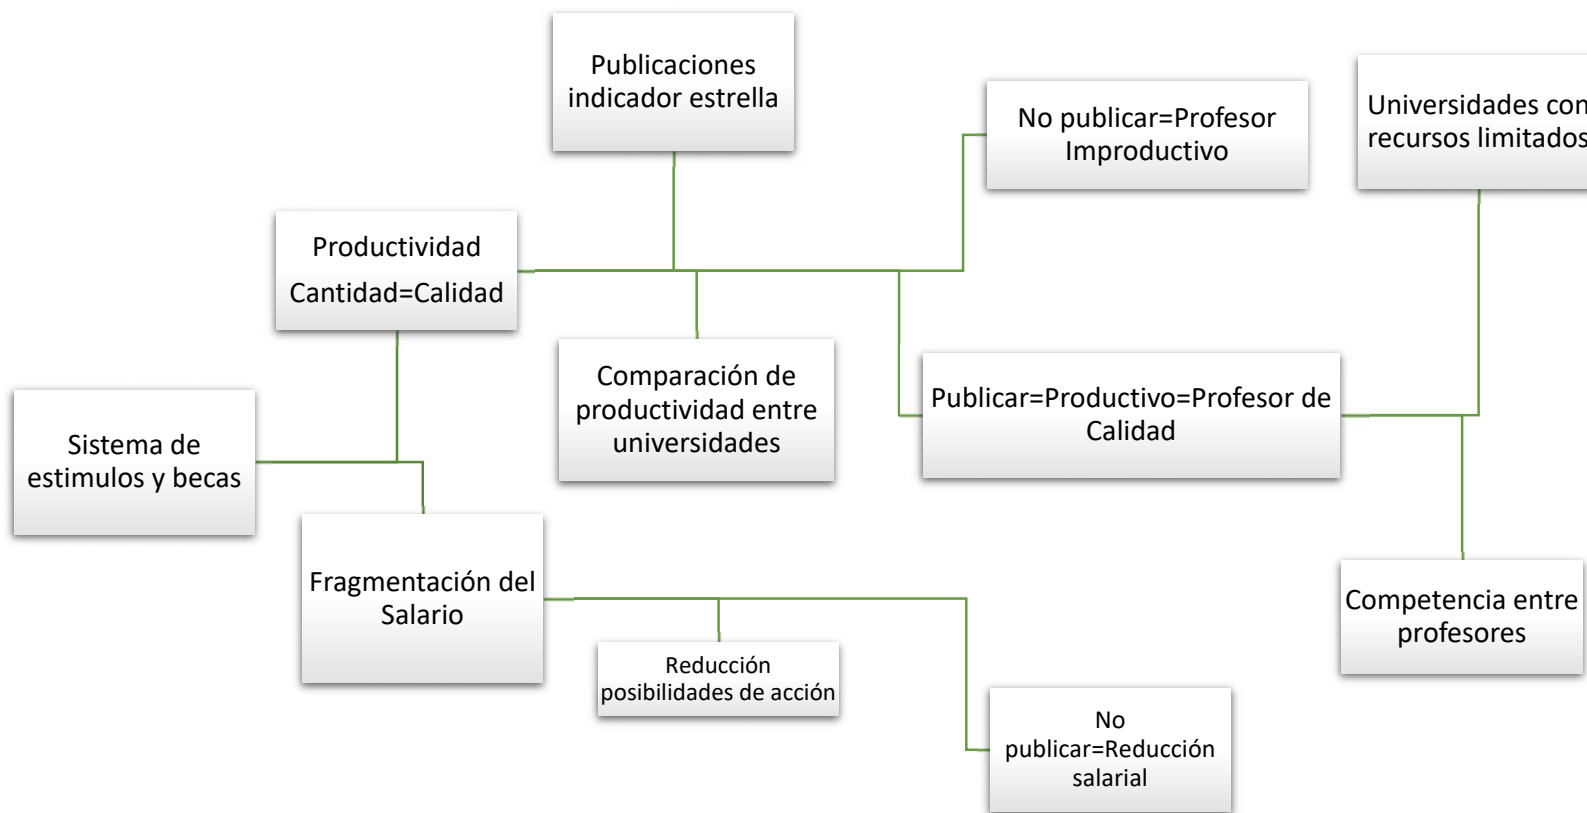 Publicaciones
indicador estrella
No publicar=Profesor
Improductivo
Universidades con
recursos limitados
Productividad
Cantidad=Calidad
Comparación de
productividad entre
universidades
Publicar=Productivo=Profesor de
Calidad
Sistema de
estimulos y becas
Fragmentación del
Salario
Reducción
posibilidades de acción
No
publicar=Reducción
salarial
Competencia entre
profesores